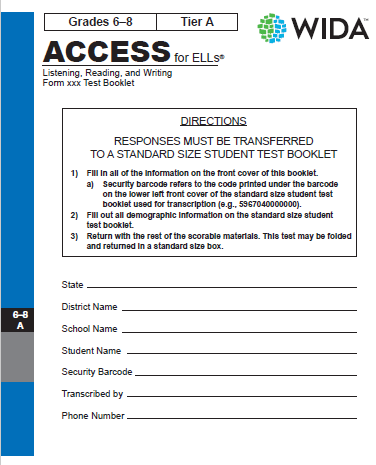 Grades 6–8 Tier A
WIDA™
ACCESS for ELLs®
Listening, Reading, and Writing
Form xxx Test Booklet
DIRECTIONS
RESPONSES MUST BE TRANSFERRED
TO A STANDARD SIZE STUDENT TEST BOOKLET
1) Fill in all of the information on the front cover of this booklet.
a) Security barcode refers to the code printed under the barcode
on the lower left front cover of the standard size student test
booklet used for transcription (e.g., 5967040000000).
2) Fill out all demographic information on the standard size student
test booklet.
3) Return with the rest of the scorable materials. This test may be folded
and returned in a standard size box.
State
District Name
School Name
Student Name
Security Barcode
Transcribed by
Phone Number
6–8
A